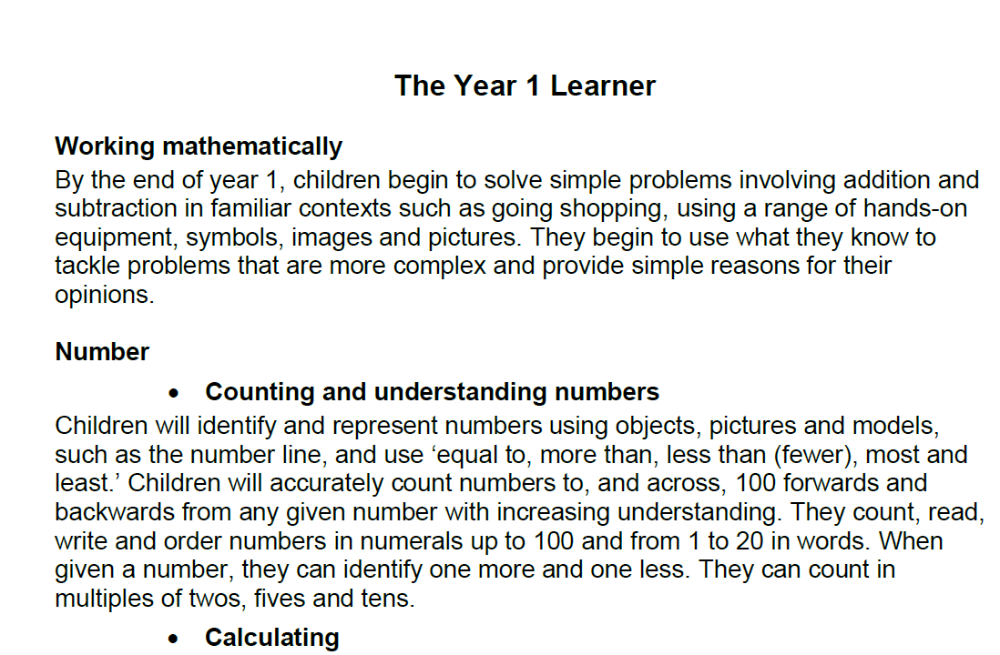 The Year 1 Learner
Working mathematically
By the end of year 1, children begin to solve simple problems involving addition and
subtraction in familiar contexts such as going shopping, using a range of hands-on
equipment, symbols, images and pictures. They begin to use what they know to
tackle problems that are more complex and provide simple reasons for their
opinions.
Number
• Counting and understanding numbers
Children will identify and represent numbers using objects, pictures and models,
such as the number line, and use ‘equal to, more than, less than (fewer), most and
least.’ Children will accurately count numbers to, and across, 100 forwards and
backwards from any given number with increasing understanding. They count, read,
write and order numbers in numerals up to 100 and from 1 to 20 in words. When
given a number, they can identify one more and one less. They can count in
multiples of twos, fives and tens.
• Calculating